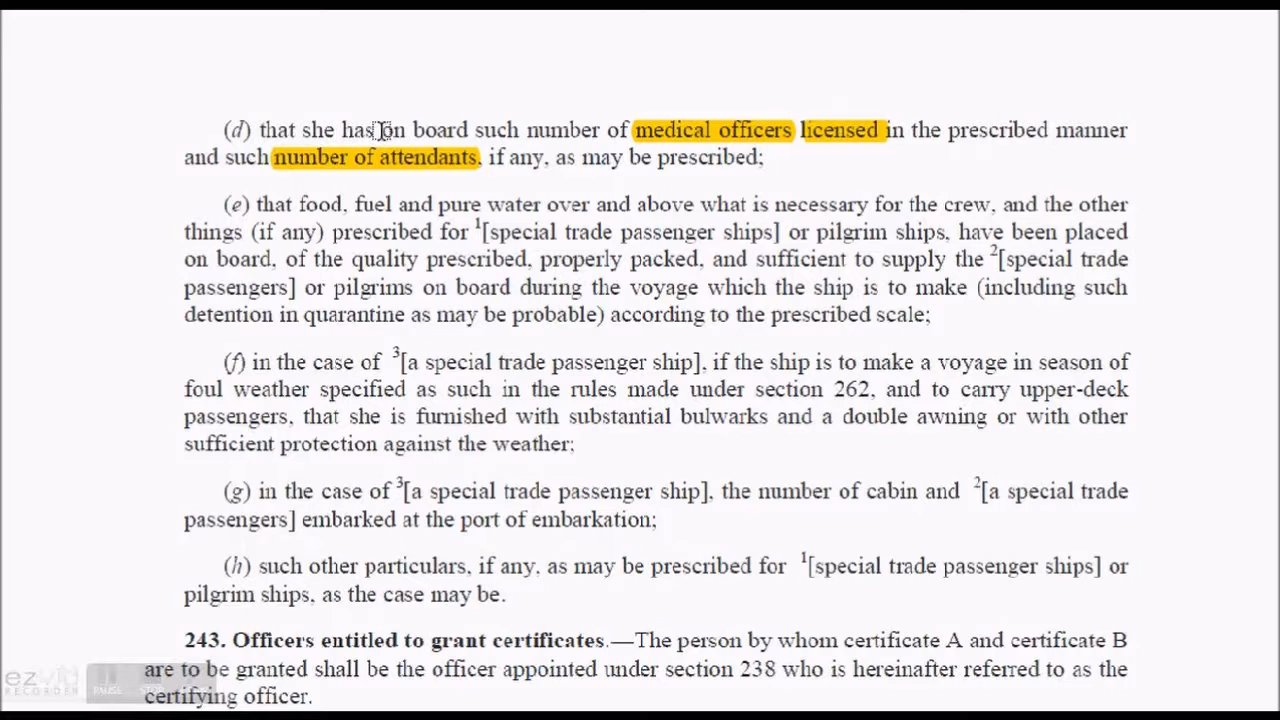 (d) that she has on board such number of medical officers licensed in the prescribed manner
and such number of attendants, if any, as may be prescribed;
(e) that food, fuel and pure water over and above what is necessary for the crew, and the other
things (if any) prescribed for 1[special trade passenger ships] or pilgrim ships, have been placed
on board, of the quality prescribed, properly packed, and sufficient to supply the 2[special trade
passengers] or pilgrims on board during the voyage which the ship is to make (including such
detention in quarantine as may be probable) according to the prescribed scale;
(f) in the case of 3[a special trade passenger ship], if the ship is to make a voyage in season of
foul weather specified as such in the rules made under section 262, and to carry upper-deck
passengers, that she is furnished with substantial bulwarks and a double awning or with other
sufficient protection against the weather;
(g) in the case of 3[a special trade passenger ship], the number of cabin and 2[a special trade
passengers] embarked at the port of embarkation;
(h) such other particulars, if any, as may be prescribed for 1[special trade passenger ships] or
pilgrim ships, as the case may be.
243. Officers entitled to grant certificates.—The person by whom certificate A and certificate B
are to be granted shall be the officer appointed under section 238 who is hereinafter referred to as the
certifying officer.
ezvid
RECORDER
PAUSE
STOP